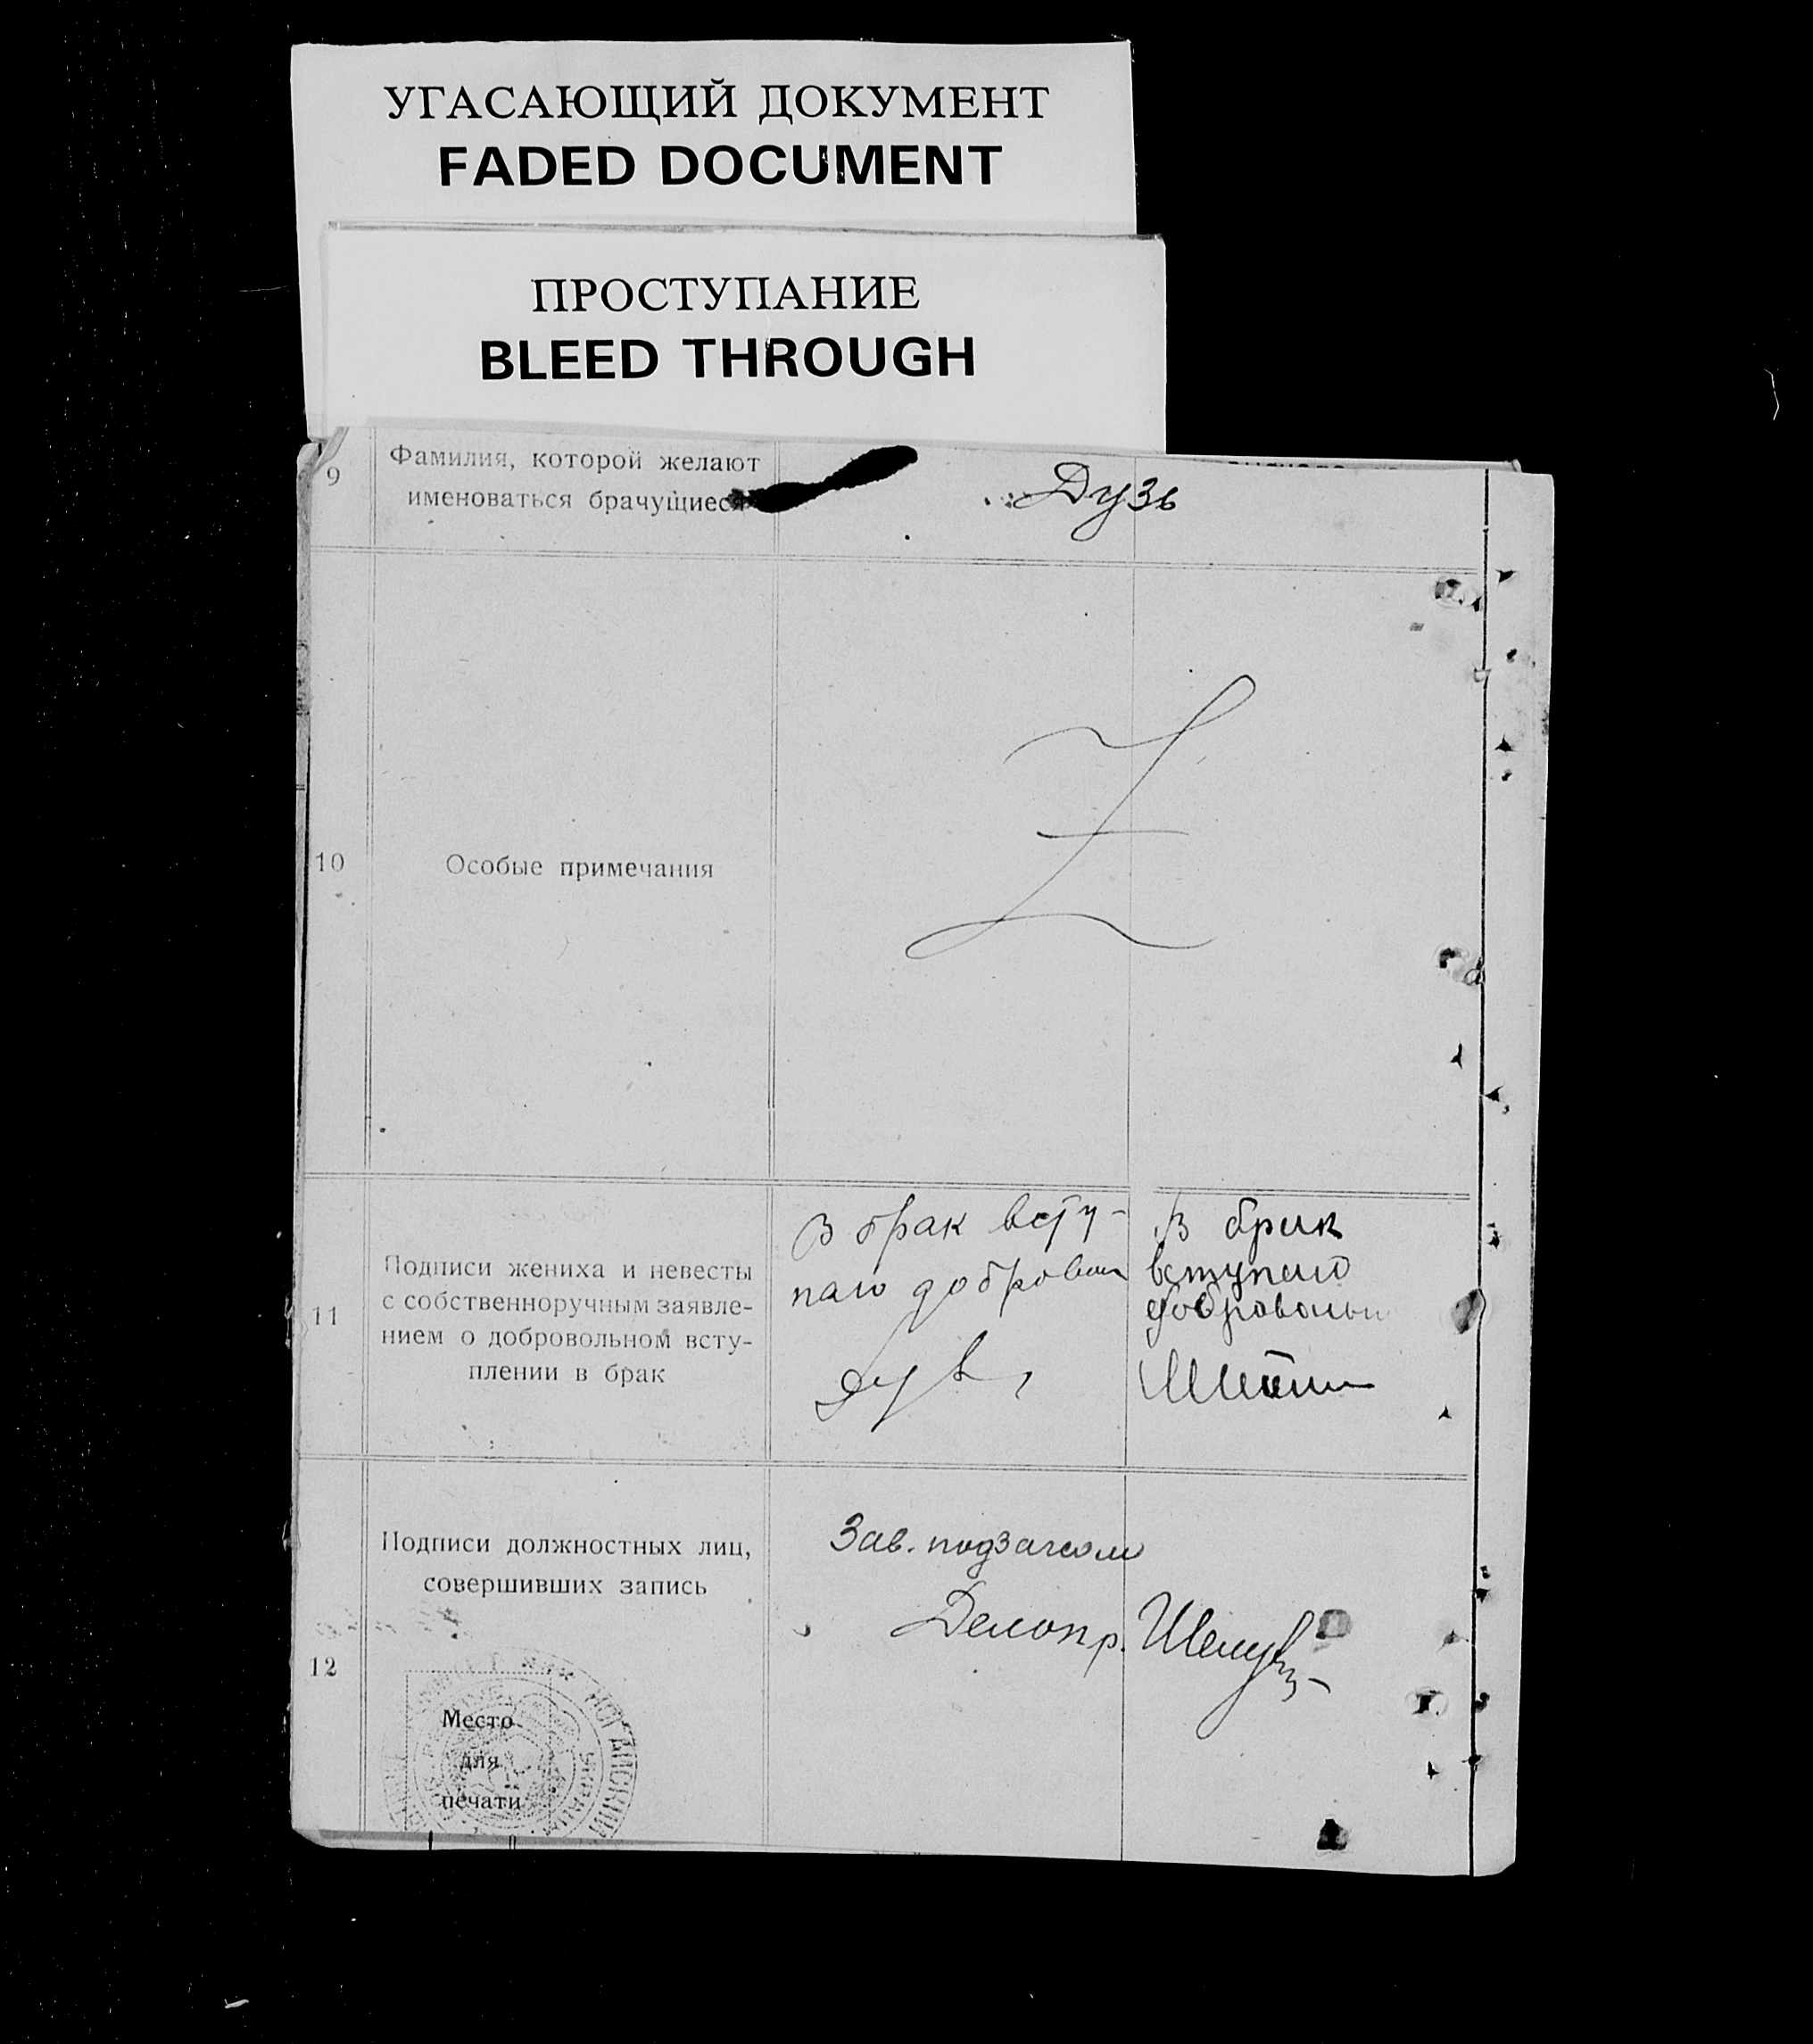 УГАСАЮЩИЙ ДОКУМЕНТ
FADED DOCUMENT
ПРОСТУПАНИЕ
BLEED THROUGH
9
Фамилия, которой желают
именоваться брачущиеся
Дузь
10
Особые примечания
11
Подписи жениха и невесты
с собственноручным заявле-
нием о добровольном всту-
плении в брак
В брак всту-
паю добровол
В брак
вступаю
добровольн
12
Подписи должностных лиц,
совершивших запись
Зав. подзагсом
Делопр.
Место
для
печати